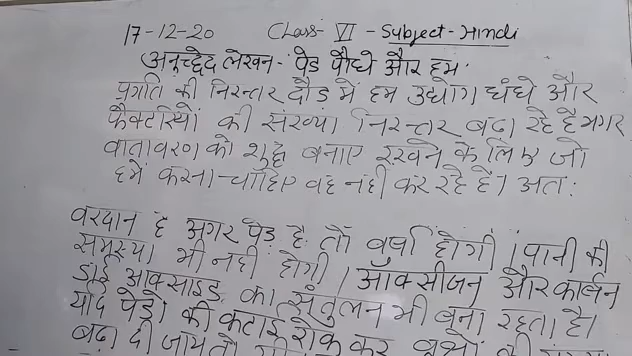 17-12-20 Class- VI - Subject- Hindi
अनुच्छेद लेखन- पेड पौधे और हम
प्रगति की निरन्तर दौड़ में हम उद्योग धंधे और
फैक्टरियों की संख्या निरन्तर बढा रहे है मगर
वातावरण को शुद्ध बनाए रखने के लिए जो
हमें करना चाहिए वह नही कर रहे है। अतः
वरदान है अगर पेड़ है तो वर्षा होगी। पानी की
समस्या भी नही होगी। ऑक्सीजन और कार्बन
डाई आक्साइड का संतुलन भी बना रहता है।
यदि पेड़ो की कटाई रोक कर वृक्षों की
बढा दी जाय तो